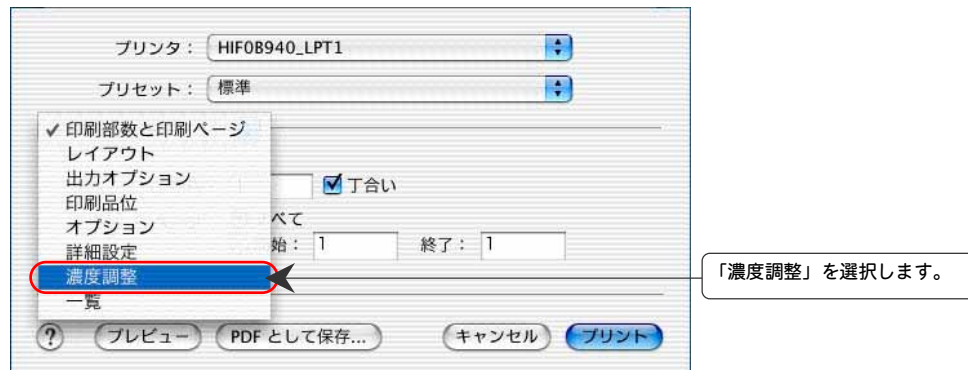 プリンタ： HIF0B940_LPT1
プリセット： 標準
✓ 印刷部数と印刷ページ
レイアウト
出力オプション
印刷品位
オプション
詳細設定
濃度調整
一覧
丁合い
べて
始： 1 終了： 1
「濃度調整」を選択します。
? プレビュー PDF として保存... キャンセル プリント